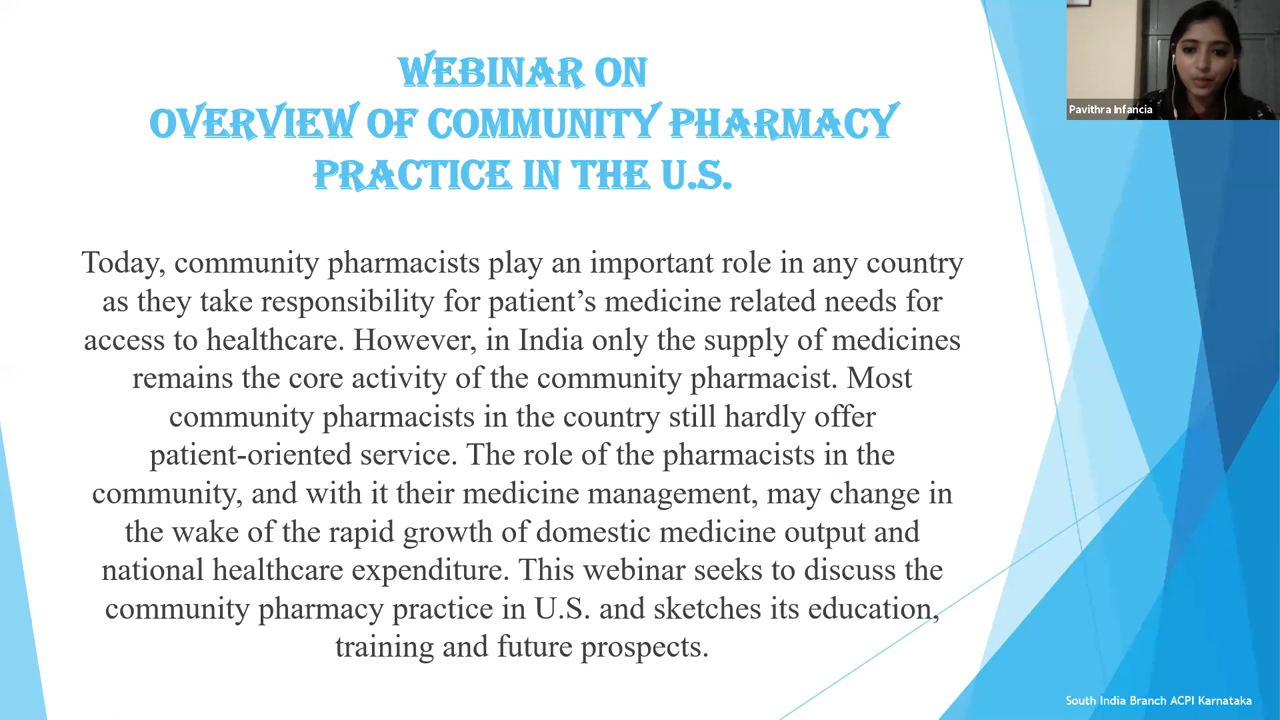 WEBINAR ON
OVERVIEW OF COMMUNITY PHARMACY
PRACTICE IN THE U.S.
Pavithra Infancia
Today, community pharmacists play an important role in any country
as they take responsibility for patient’s medicine related needs for
access to healthcare. However, in India only the supply of medicines
remains the core activity of the community pharmacist. Most
community pharmacists in the country still hardly offer
patient-oriented service. The role of the pharmacists in the
community, and with it their medicine management, may change in
the wake of the rapid growth of domestic medicine output and
national healthcare expenditure. This webinar seeks to discuss the
community pharmacy practice in U.S. and sketches its education,
training and future prospects.
South India Branch ACPI Karnataka